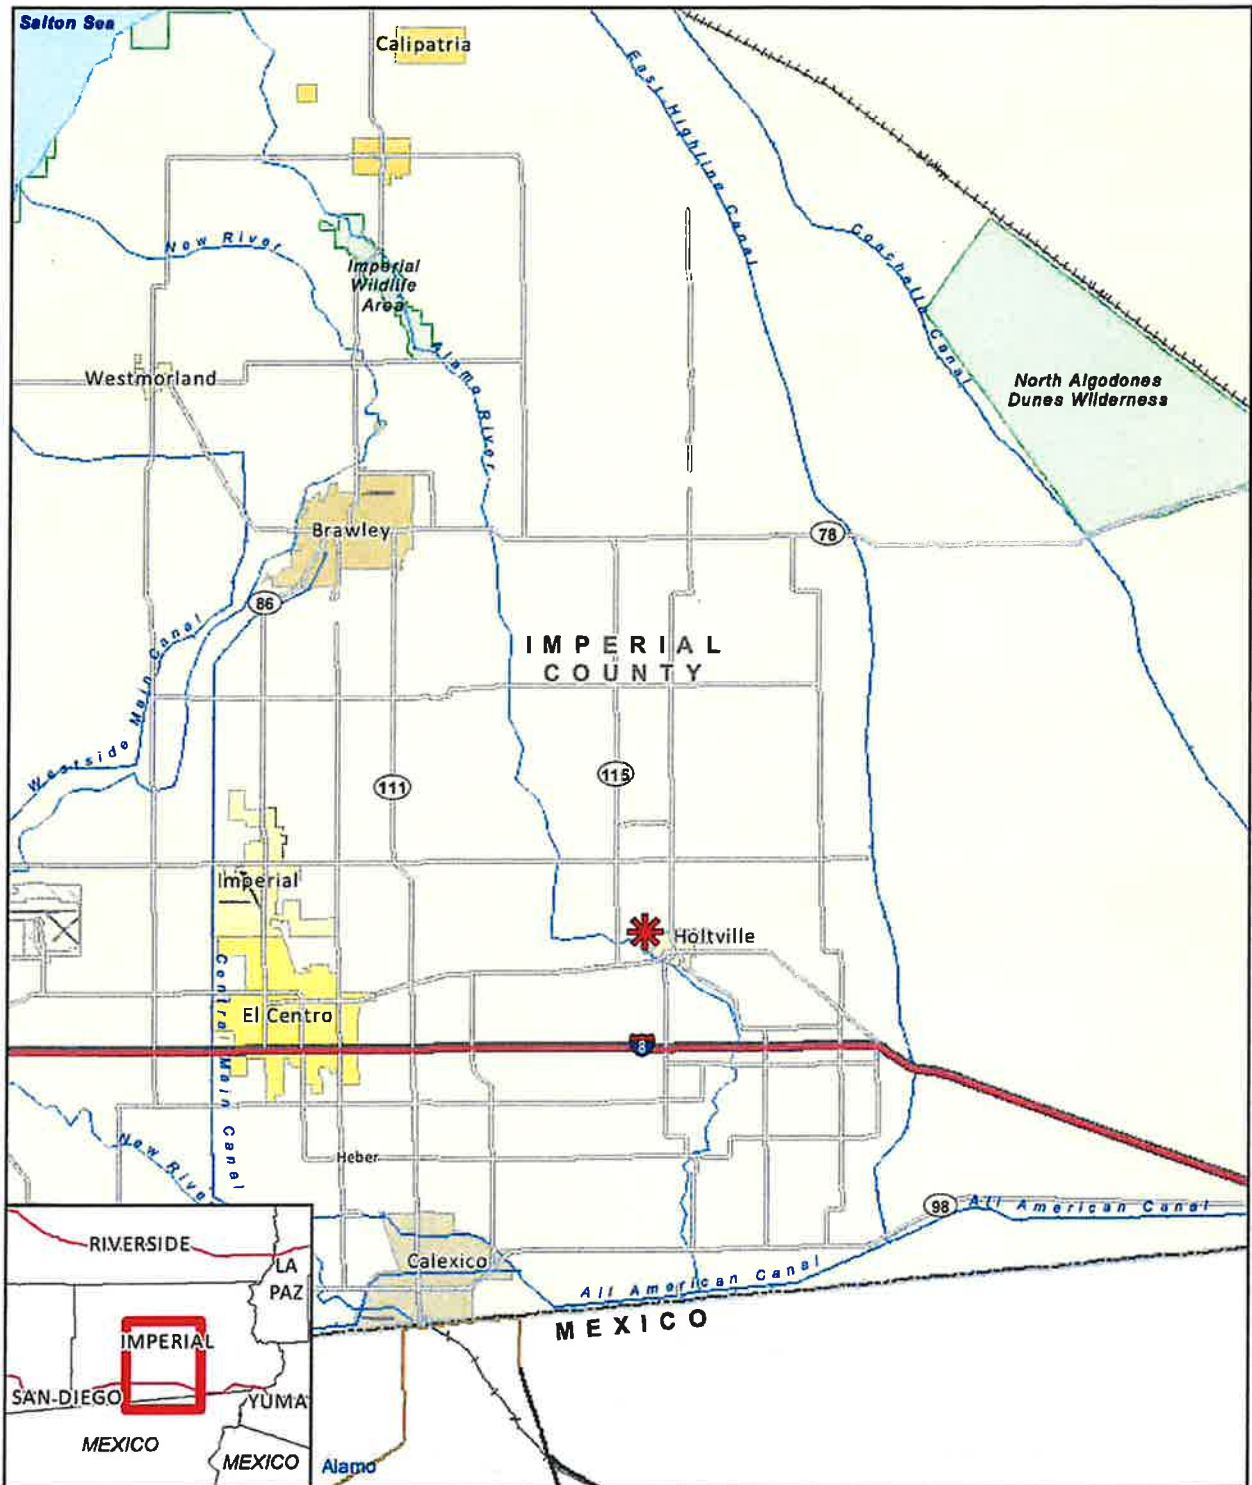 Salton Sea
Calipatria
East Highline Canal
Coachella Canal
New River
Imperial
Wildlife
Area
Alamo River
Westmorland
North Algodones
Dunes Wilderness
Brawley
78
86
IMPERIAL
COUNTY
Westside Main Canal
111
115
Imperial
Holtville
El Centro
8
Central Main Canal
New River
Heber
98
All American Canal
Calexico
All American Canal
MEXICO
RIVERSIDE
LA
PAZ
IMPERIAL
SAN DIEGO
YUMA
MEXICO
MEXICO
Alamo